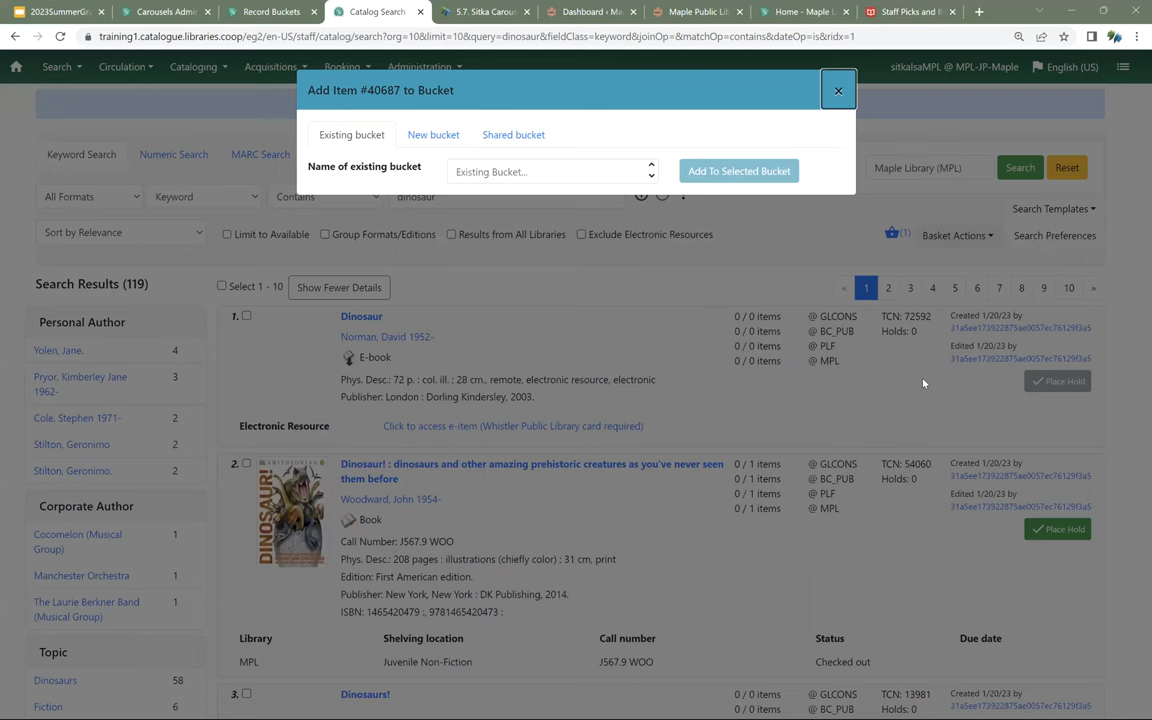 2023SummerGr
Carousels Admi
Record Buckets
Catalog Search
5.7. Sitka Carous
Dashboard ‹ Ma
Maple Public Lib
Home - Maple L
Staff Picks and B
training1.catalogue.libraries.coop/eg2/en-US/staff/catalog/search?org=10&limit=10&query=dinosaur&fieldClass=keyword&joinOp=&matchOp=contains&dateOp=is&ridx=1
Search Circulation Cataloging Acquisitions Booking Administration sitkalsaMPL @ MPL-JP-Maple English (US)
Add Item #40687 to Bucket ×
Existing bucket New bucket Shared bucket
Name of existing bucket Existing Bucket... Add To Selected Bucket
Keyword Search Numeric Search MARC Search Maple Library (MPL) Search Reset
All Formats Keyword Contains dinosaur
Search Templates
Sort by Relevance Limit to Available Group Formats/Editions Results from All Libraries Exclude Electronic Resources (1) Basket Actions Search Preferences
Search Results (119) Select 1 - 10 Show Fewer Details « 1 2 3 4 5 6 7 8 9 10 »
Personal Author
Yolen, Jane. 4
Pryor, Kimberley Jane 1962- 3
Cole, Stephen 1971- 2
Stilton, Geronimo 2
Stilton, Geronimo. 2
Corporate Author
Cocomelon (Musical Group) 1
Manchester Orchestra 1
The Laurie Berkner Band (Musical Group) 1
Topic
Dinosaurs 58
Fiction 6
1. Dinosaur
Norman, David 1952-
E-book
Phys. Desc.: 72 p. : col. ill. ; 28 cm., remote, electronic resource, electronic
Publisher: London : Dorling Kindersley, 2003.
0 / 0 items @ GLCONS
0 / 0 items @ BC_PUB
0 / 0 items @ PLF
0 / 0 items @ MPL
TCN: 72592
Holds: 0
Created 1/20/23 by
31a5ee173922875ae0057ec76129f3a5
Edited 1/20/23 by
31a5ee173922875ae0057ec76129f3a5
Place Hold
Electronic Resource Click to access e-item (Whistler Public Library card required)
2. Dinosaur! : dinosaurs and other amazing prehistoric creatures as you've never seen
them before
Woodward, John 1954-
Book
Call Number: J567.9 WOO
Phys. Desc.: 208 pages : illustrations (chiefly color) ; 31 cm, print
Edition: First American edition.
Publisher: New York, New York : DK Publishing, 2014.
ISBN: 1465420479 :, 9781465420473 :
SMITHSONIAN
DINOSAUR!
0 / 1 items @ GLCONS
0 / 1 items @ BC_PUB
0 / 1 items @ PLF
0 / 1 items @ MPL
TCN: 54060
Holds: 0
Created 1/20/23 by
31a5ee173922875ae0057ec76129f3a5
Edited 1/20/23 by
31a5ee173922875ae0057ec76129f3a5
Place Hold
Library Shelving location Call number Status Due date
MPL Juvenile Non-Fiction J567.9 WOO Checked out
3. Dinosaurs!
0 / 0 items @ GLCONS
0 / 0 items @ BC_PUB
TCN: 13981
Holds: 0
Created 1/20/23 by
31a5ee173922875ae0057ec76129f3a5